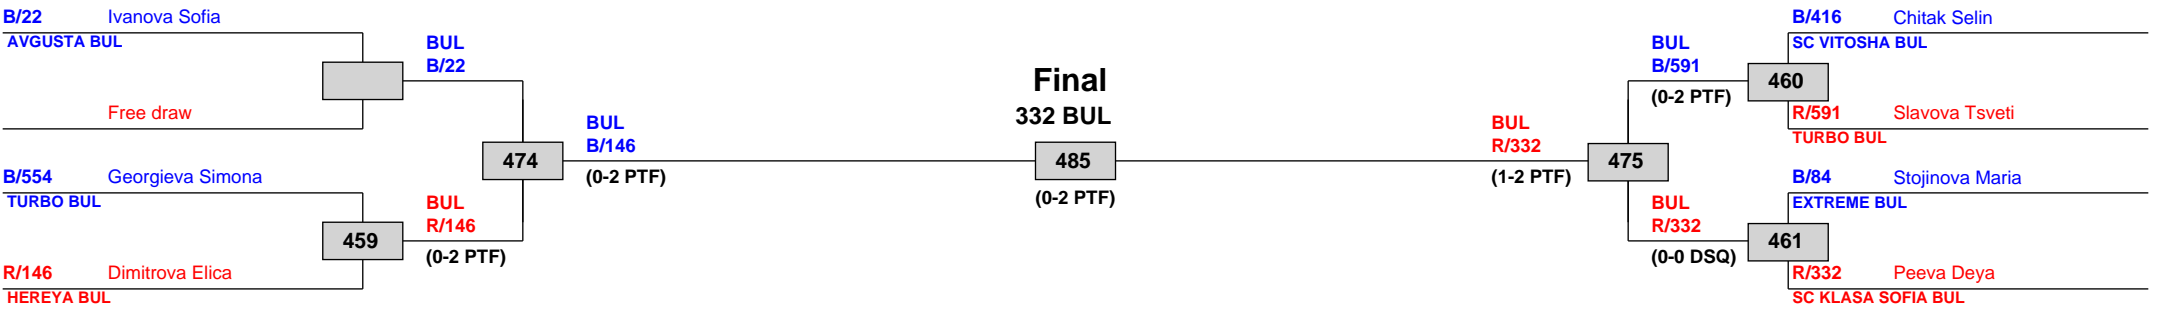 B/22 Ivanova Sofia
AVGUSTA BUL
BUL
B/22
Free draw
B/554 Georgieva Simona
TURBO BUL
459
BUL
R/146
(0-2 PTF)
R/146 Dimitrova Elica
HEREYA BUL
474
BUL
B/146
(0-2 PTF)
Final
332 BUL
485
(0-2 PTF)
BUL
R/332
(1-2 PTF)
475
BUL
B/591
(0-2 PTF)
460
B/416 Chitak Selin
SC VITOSHA BUL
R/591 Slavova Tsveti
TURBO BUL
BUL
R/332
(0-0 DSQ)
461
B/84 Stojinova Maria
EXTREME BUL
R/332 Peeva Deya
SC KLASA SOFIA BUL